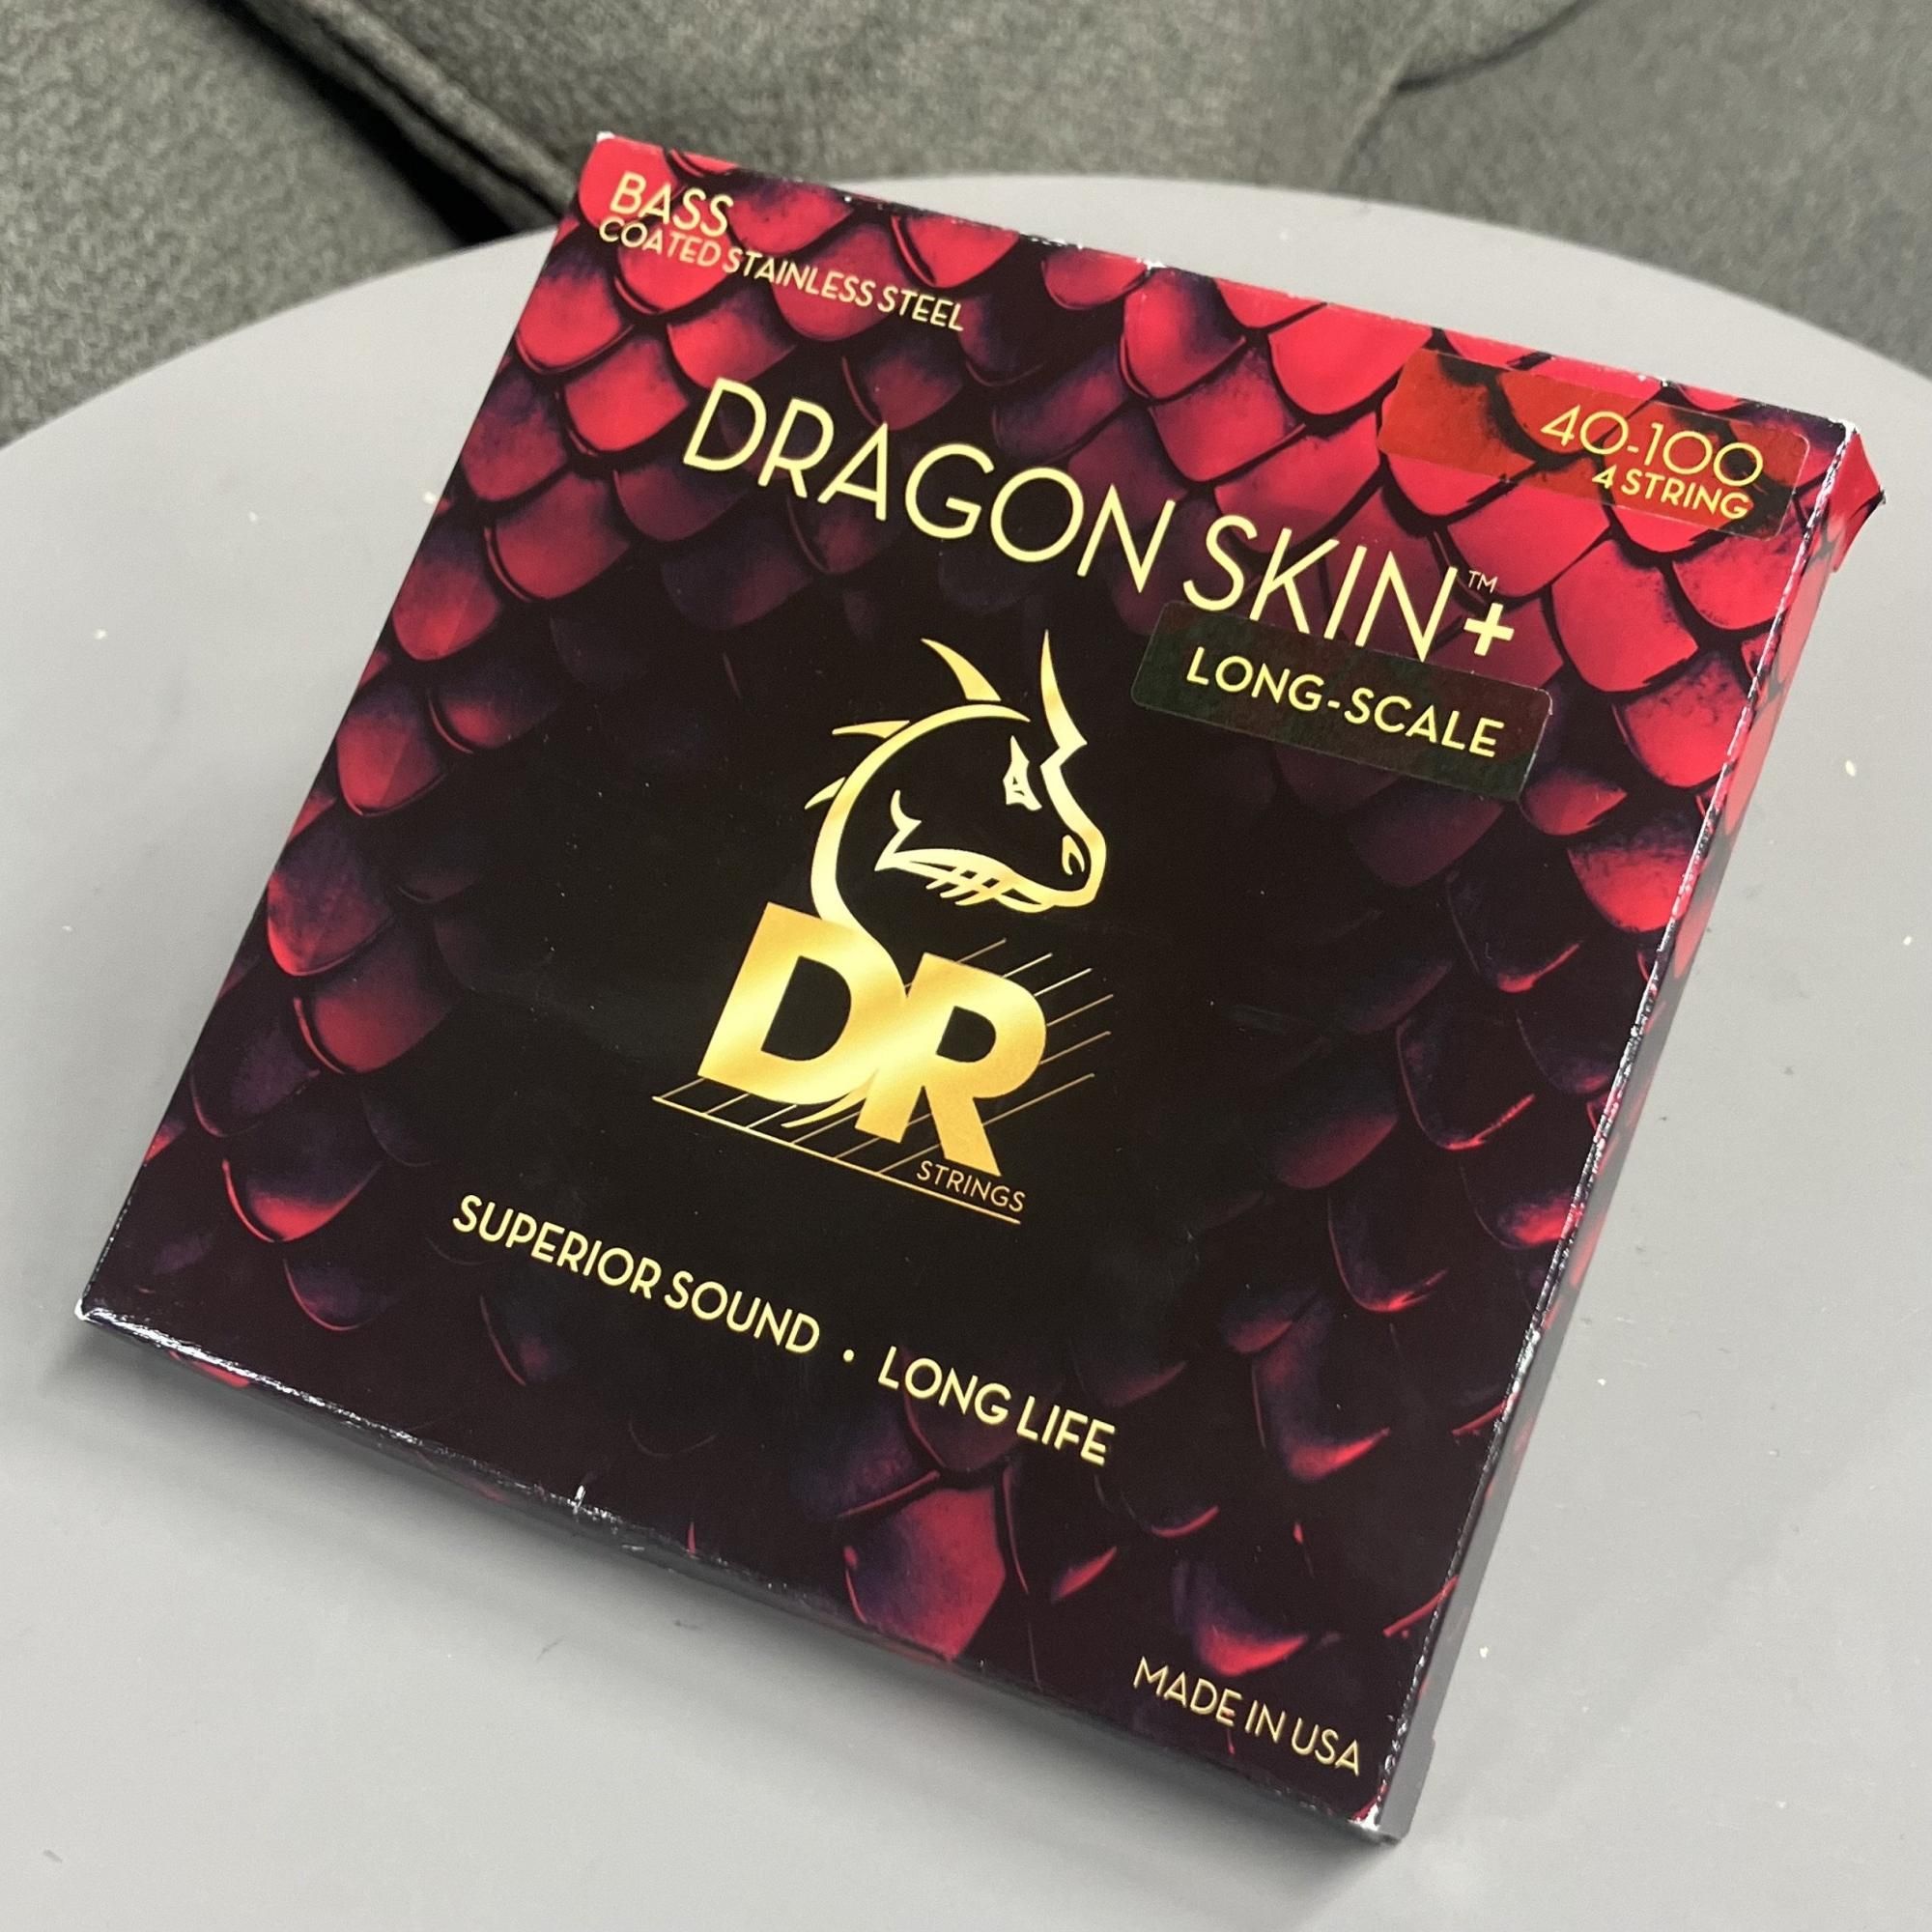 BASS
COATED STAINLESS STEEL
40-100
4 STRING
DRAGON SKIN™+
LONG-SCALE
DR
STRINGS
SUPERIOR SOUND • LONG LIFE
MADE IN USA